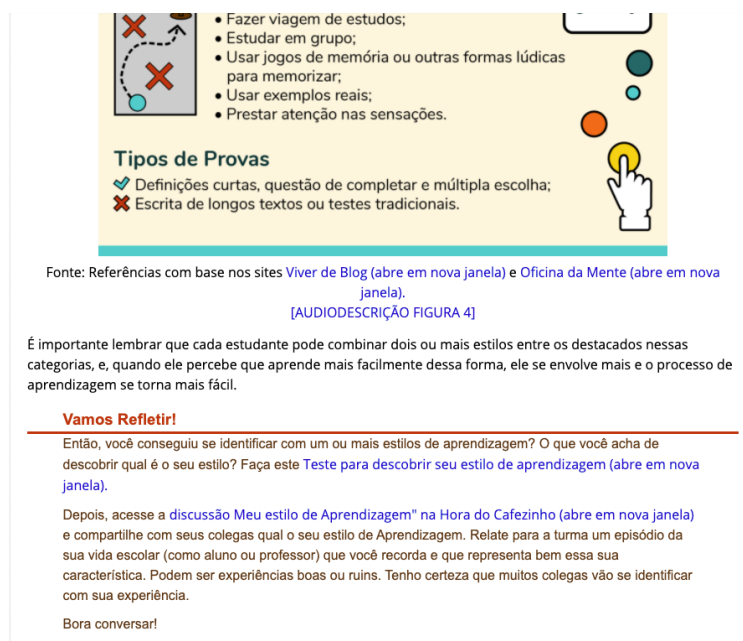 • Fazer viagem de estudos;
• Estudar em grupo;
• Usar jogos de memória ou outras formas lúdicas
para memorizar;
• Usar exemplos reais;
• Prestar atenção nas sensações.
Tipos de Provas
Definições curtas, questão de completar e múltipla escolha;
Escrita de longos textos ou testes tradicionais.
Fonte: Referências com base nos sites Viver de Blog (abre em nova janela) e Oficina da Mente (abre em nova
janela).
[AUDIODESCRIÇÃO FIGURA 4]
É importante lembrar que cada estudante pode combinar dois ou mais estilos entre os destacados nessas
categorias, e, quando ele percebe que aprende mais facilmente dessa forma, ele se envolve mais e o processo de
aprendizagem se torna mais fácil.
Vamos Refletir!
Então, você conseguiu se identificar com um ou mais estilos de aprendizagem? O que você acha de
descobrir qual é o seu estilo? Faça este Teste para descobrir seu estilo de aprendizagem (abre em nova
janela).
Depois, acesse a discussão Meu estilo de Aprendizagem" na Hora do Cafezinho (abre em nova janela)
e compartilhe com seus colegas qual o seu estilo de Aprendizagem. Relate para a turma um episódio da
sua vida escolar (como aluno ou professor) que você recorda e que representa bem essa sua
característica. Podem ser experiências boas ou ruins. Tenho certeza que muitos colegas vão se identificar
com sua experiência.
Bora conversar!